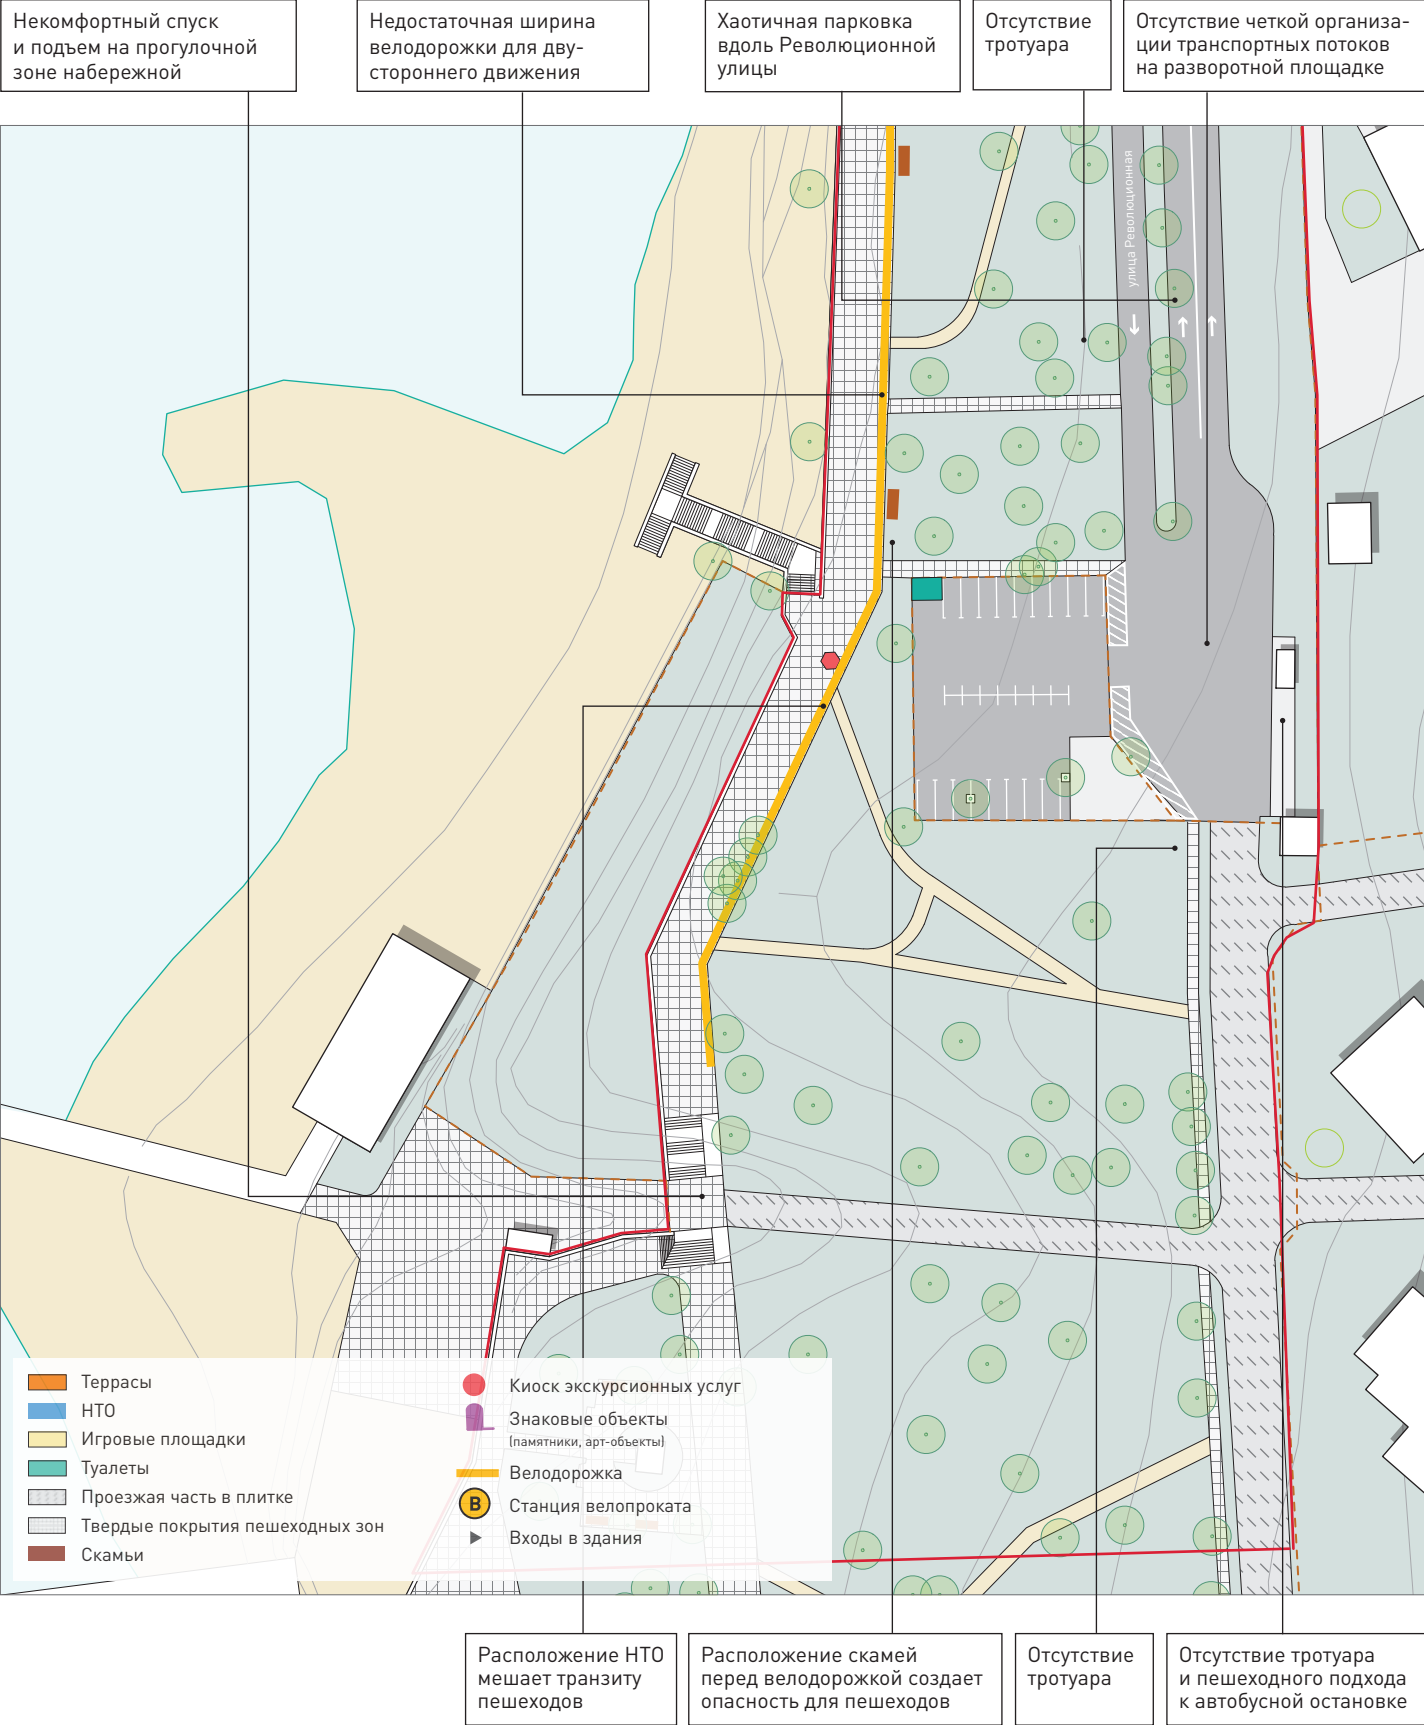 Некомфортный спуск
и подъем на прогулочной
зоне набережной
Недостаточная ширина
велодорожки для дву-
стороннего движения
Хаотичная парковка
вдоль Революционной
улицы
Отсутствие
тротуара
Отсутствие четкой организа-
ции транспортных потоков
на разворотной площадке
улица Революционная
Террасы
НТО
Игровые площадки
Туалеты
Проезжая часть в плитке
Твердые покрытия пешеходных зон
Скамьи
Киоск экскурсионных услуг
Знаковые объекты
(памятники, арт-объекты)
Велодорожка
В
Станция велопроката
Входы в здания
Расположение НТО
мешает транзиту
пешеходов
Расположение скамей
перед велодорожкой создает
опасность для пешеходов
Отсутствие
тротуара
Отсутствие тротуара
и пешеходного подхода
к автобусной остановке